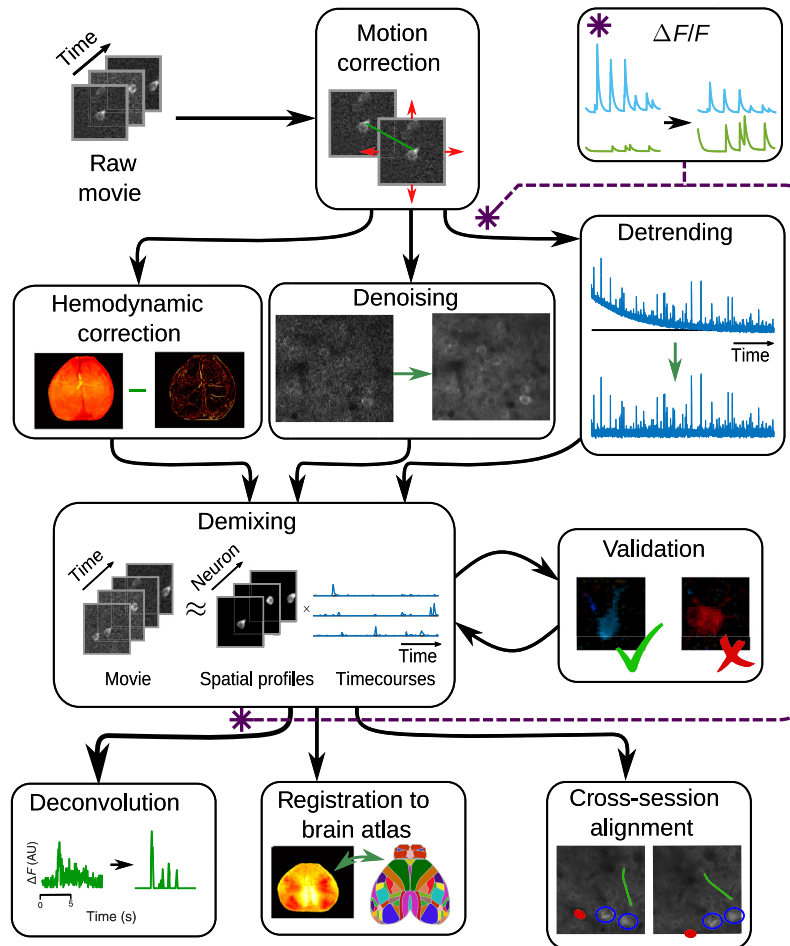 Time
Raw
movie
Motion
correction
ΔF/F
Hemodynamic
correction
Denoising
Detrending
Time
Demixing
Time
≈
Neuron
×
Time
Movie
Spatial profiles
Timecourses
Validation
Deconvolution
ΔF (AU)
0
5
Time (s)
Registration to
brain atlas
Cross-session
alignment